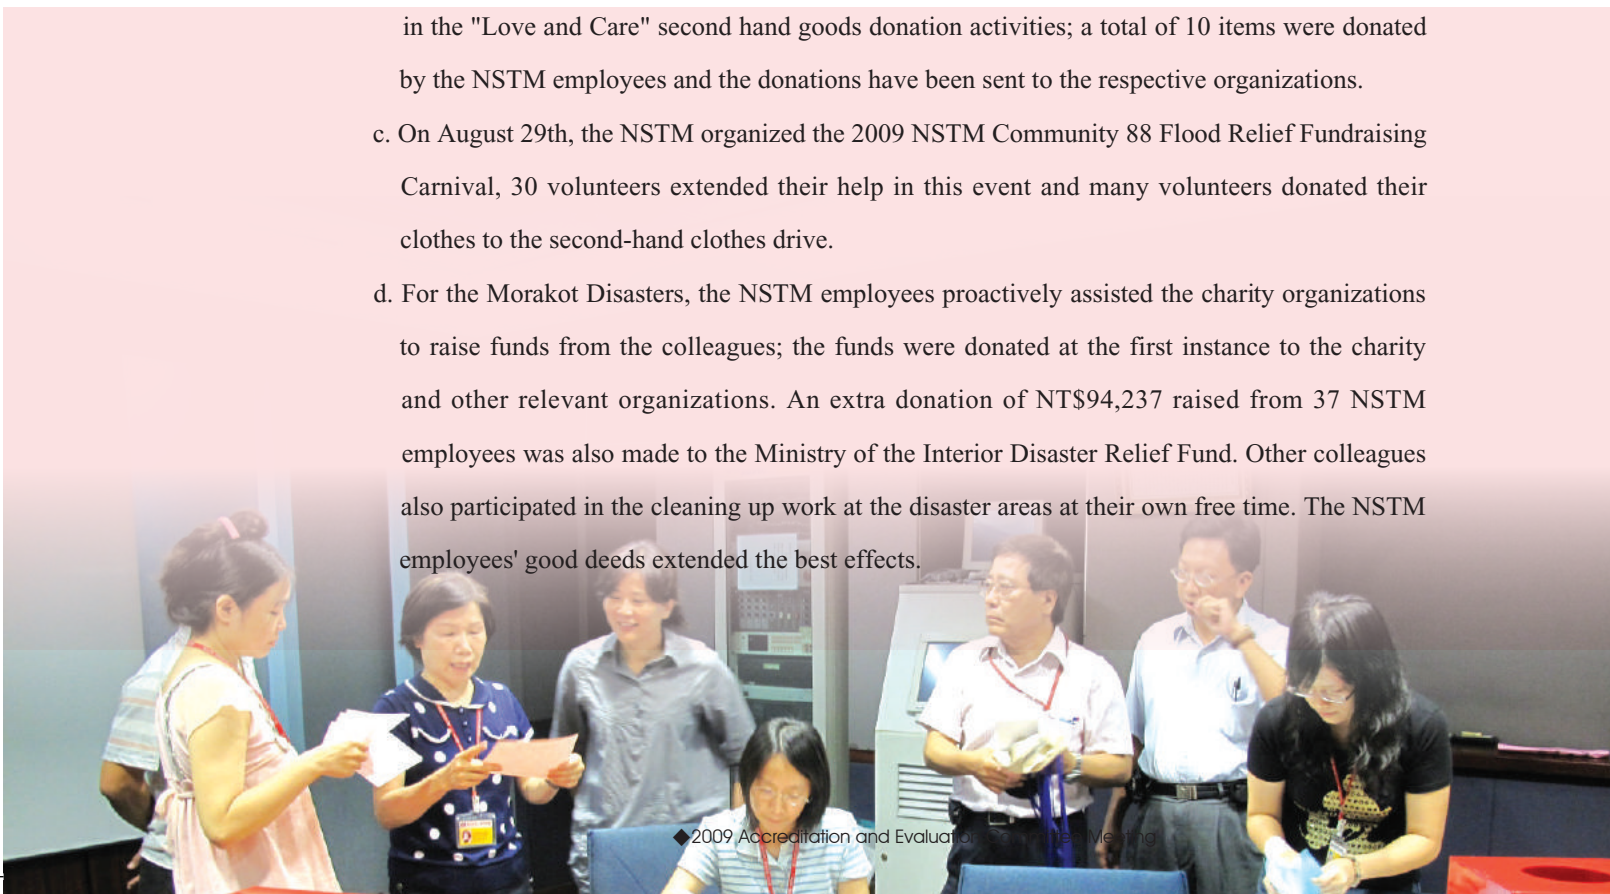 in the "Love and Care" second hand goods donation activities; a total of 10 items were donated
by the NSTM employees and the donations have been sent to the respective organizations.
c. On August 29th, the NSTM organized the 2009 NSTM Community 88 Flood Relief Fundraising
Carnival, 30 volunteers extended their help in this event and many volunteers donated their
clothes to the second-hand clothes drive.
d. For the Morakot Disasters, the NSTM employees proactively assisted the charity organizations
to raise funds from the colleagues; the funds were donated at the first instance to the charity
and other relevant organizations. An extra donation of NT$94,237 raised from 37 NSTM
employees was also made to the Ministry of the Interior Disaster Relief Fund. Other colleagues
also participated in the cleaning up work at the disaster areas at their own free time. The NSTM
employees' good deeds extended the best effects.
◆2009 Accreditation and Evaluation Meeting